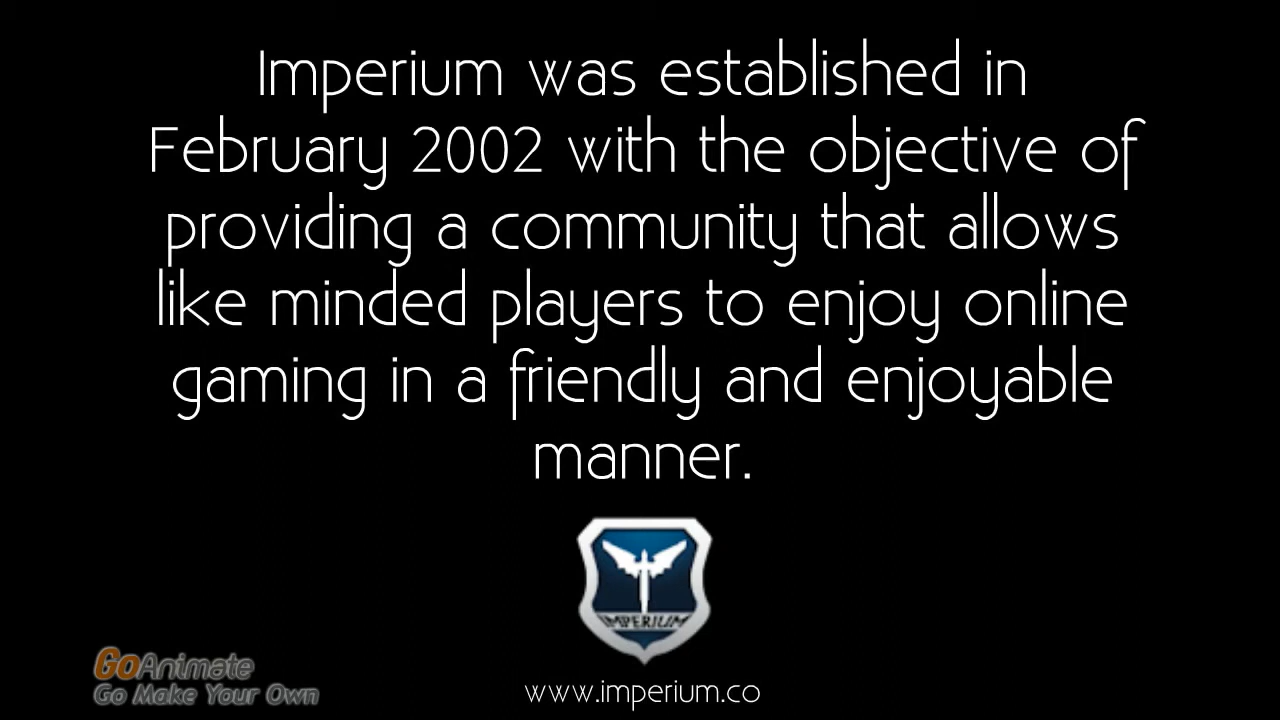 Imperium was established in
February 2002 with the objective of
providing a community that allows
like minded players to enjoy online
gaming in a friendly and enjoyable
manner.
IMPERIUM
GoAnimate
Go Make Your Own
www.imperium.co